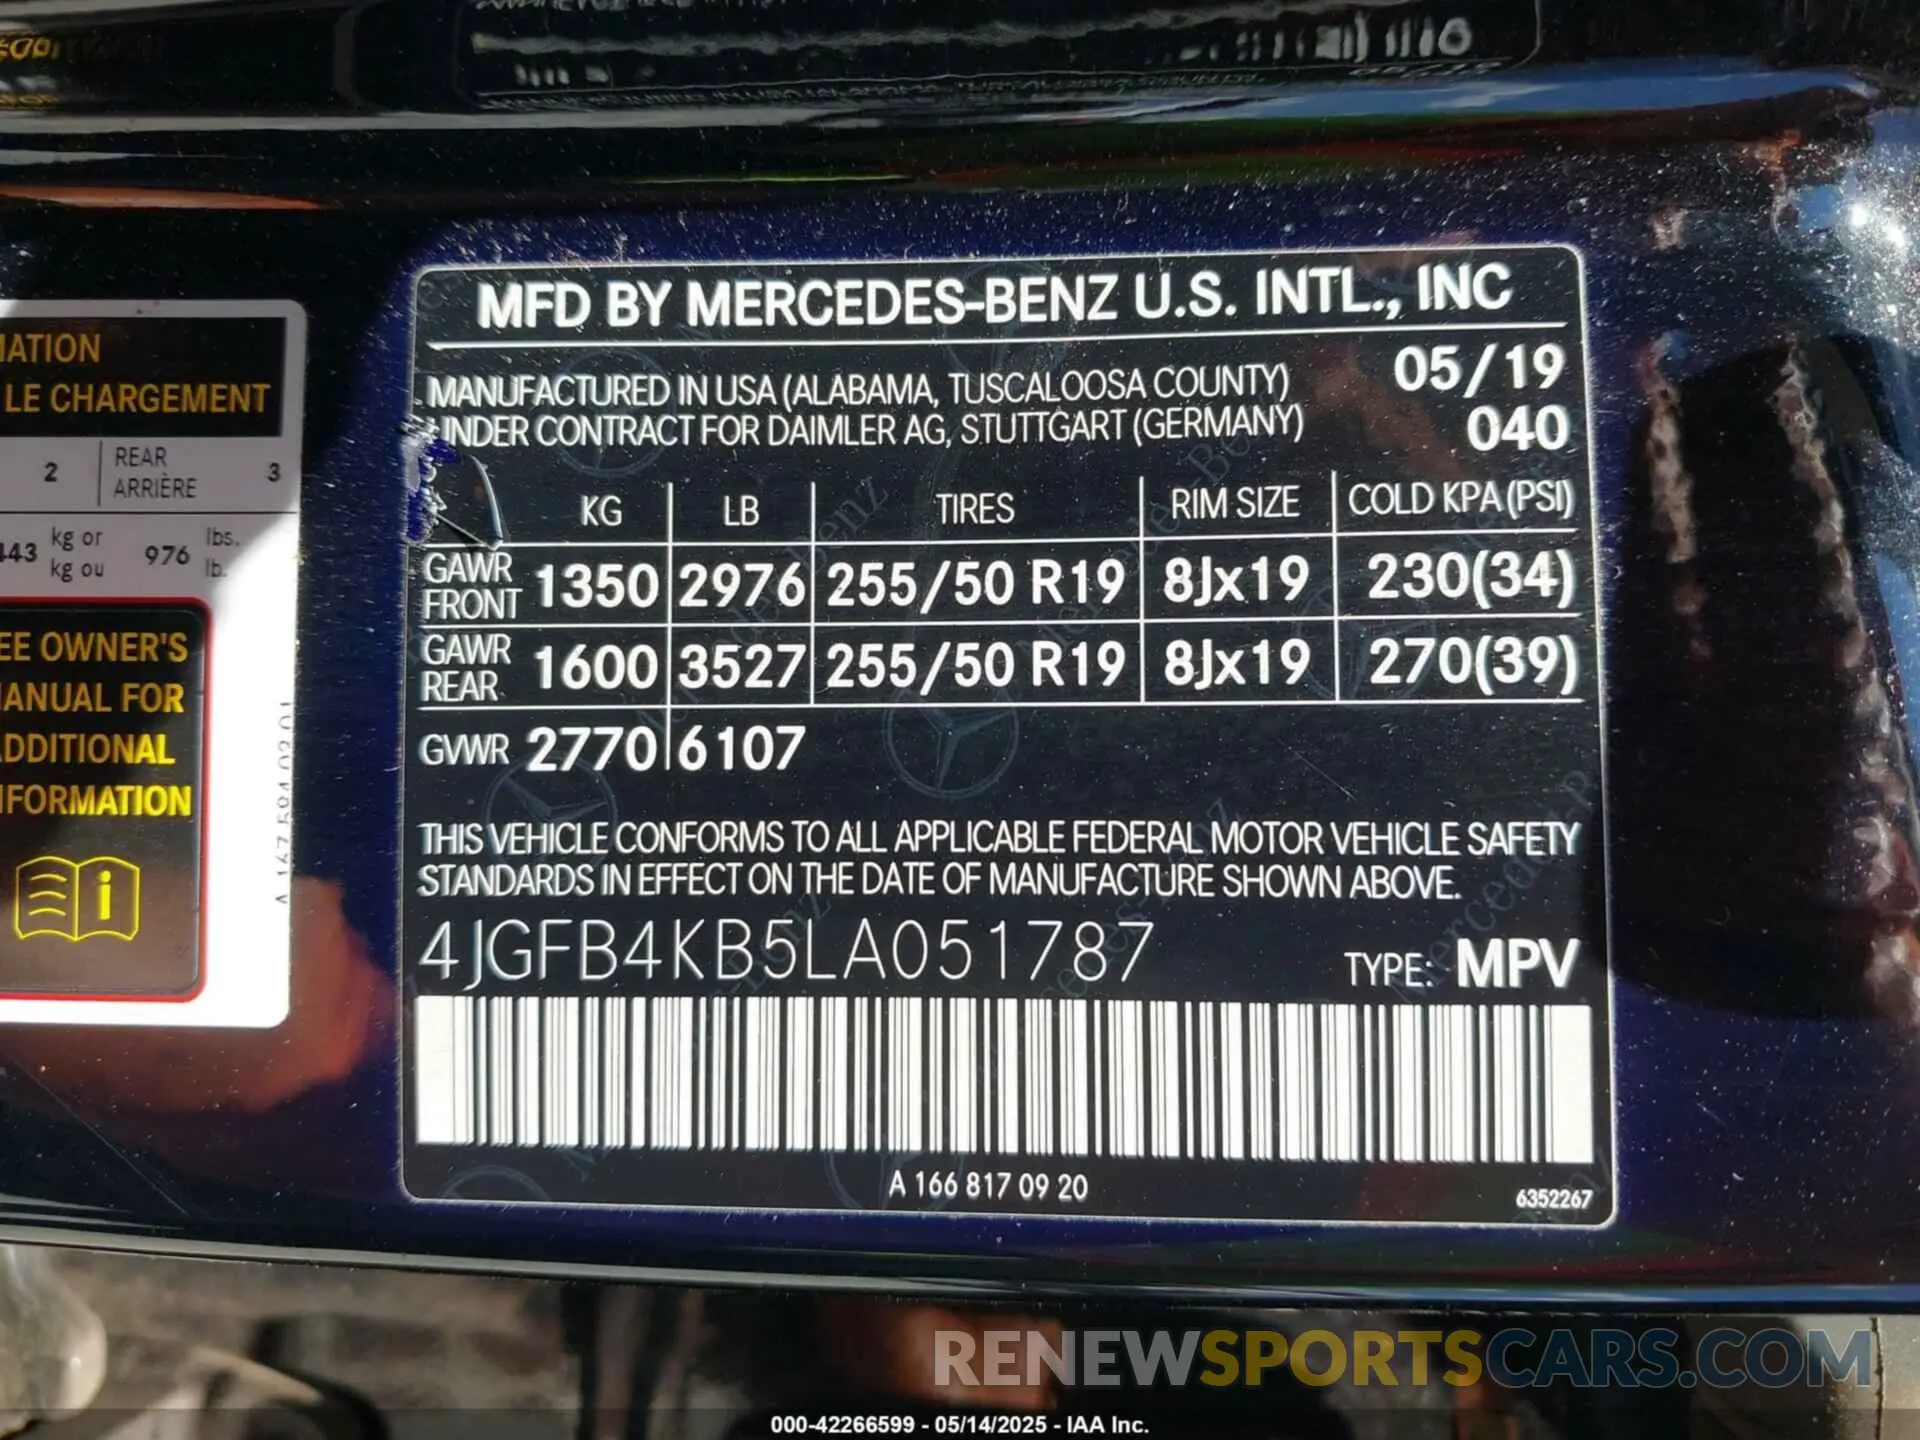 MATION
LE CHARGEMENT
2 REAR ARRIÈRE 3
443 kg or kg ou 976 lbs. lb.
EE OWNER'S
MANUAL FOR
ADDITIONAL
NFORMATION
MFD BY MERCEDES-BENZ U.S. INTL., INC
MANUFACTURED IN USA (ALABAMA, TUSCALOOSA COUNTY) 05/19
UNDER CONTRACT FOR DAIMLER AG, STUTTGART (GERMANY) 040
KG LB TIRES RIM SIZE COLD KPA (PSI)
GAWR FRONT 1350 2976 255/50 R19 8Jx19 230(34)
GAWR REAR 1600 3527 255/50 R19 8Jx19 270(39)
GVWR 2770 6107
THIS VEHICLE CONFORMS TO ALL APPLICABLE FEDERAL MOTOR VEHICLE SAFETY
STANDARDS IN EFFECT ON THE DATE OF MANUFACTURE SHOWN ABOVE.
4JGFB4KB5LA051787 TYPE: MPV
A 166 817 09 20
6352267
RENEWSPORTSCARS.COM
000-42266599 - 05/14/2025 - IAA Inc.